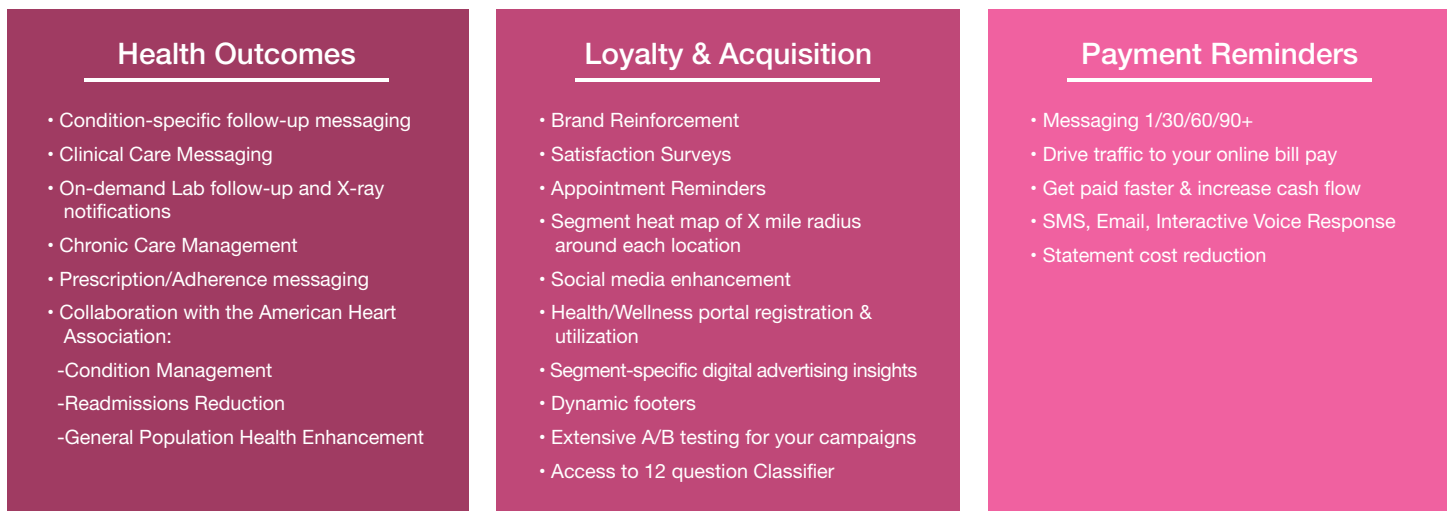 Health Outcomes
• Condition-specific follow-up messaging
• Clinical Care Messaging
• On-demand Lab follow-up and X-ray
notifications
• Chronic Care Management
• Prescription/Adherence messaging
• Collaboration with the American Heart
Association:
-Condition Management
-Readmissions Reduction
-General Population Health Enhancement
Loyalty & Acquisition
• Brand Reinforcement
• Satisfaction Surveys
• Appointment Reminders
• Segment heat map of X mile radius
around each location
• Social media enhancement
• Health/Wellness portal registration &
utilization
• Segment-specific digital advertising insights
• Dynamic footers
• Extensive A/B testing for your campaigns
• Access to 12 question Classifier
Payment Reminders
• Messaging 1/30/60/90+
• Drive traffic to your online bill pay
• Get paid faster & increase cash flow
• SMS, Email, Interactive Voice Response
• Statement cost reduction